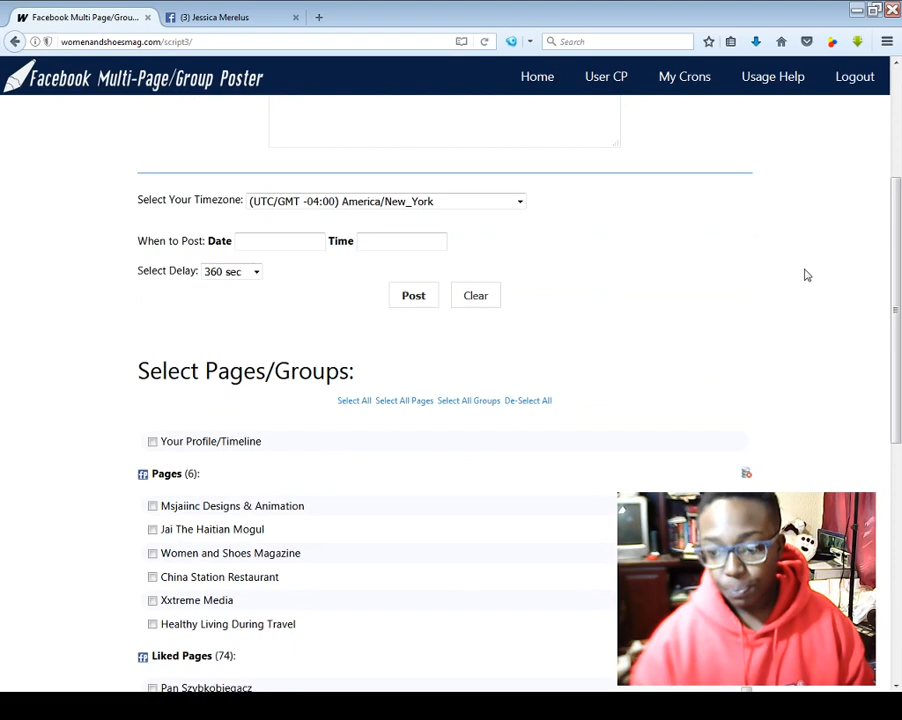 Facebook Multi Page/Grou...
(3) Jessica Merelus
womenandshoesmag.com/script3/
Search
Facebook Multi-Page/Group Poster
Home User CP My Crons Usage Help Logout
Select Your Timezone: (UTC/GMT -04:00) America/New_York
When to Post: Date Time
Select Delay: 360 sec
Post Clear
Select Pages/Groups:
Select All Select All Pages Select All Groups De-Select All
Your Profile/Timeline
Pages (6):
Msjaiinc Designs & Animation
Jai The Haitian Mogul
Women and Shoes Magazine
China Station Restaurant
Xxtreme Media
Healthy Living During Travel
Liked Pages (74):
Pan Szybkobiegacz